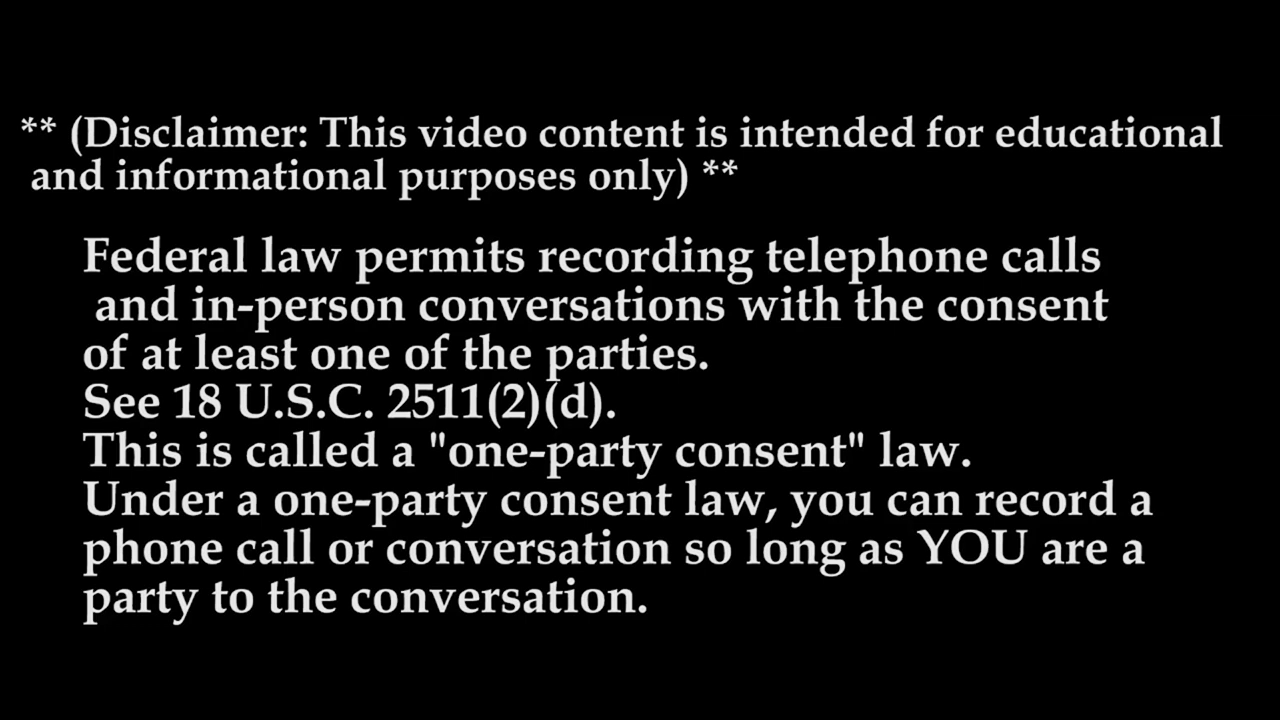 ** (Disclaimer: This video content is intended for educational
and informational purposes only) **
Federal law permits recording telephone calls
and in-person conversations with the consent
of at least one of the parties.
See 18 U.S.C. 2511(2)(d).
This is called a "one-party consent" law.
Under a one-party consent law, you can record a
phone call or conversation so long as YOU are a
party to the conversation.